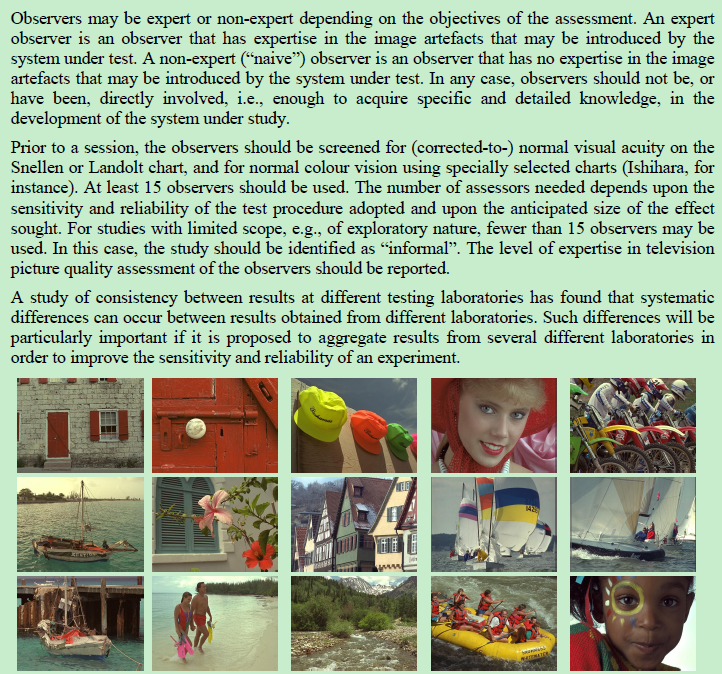 Observers may be expert or non-expert depending on the objectives of the assessment. An expert
observer is an observer that has expertise in the image artefacts that may be introduced by the
system under test. A non-expert (“naive”) observer is an observer that has no expertise in the image
artefacts that may be introduced by the system under test. In any case, observers should not be, or
have been, directly involved, i.e., enough to acquire specific and detailed knowledge, in the
development of the system under study.
Prior to a session, the observers should be screened for (corrected-to-) normal visual acuity on the
Snellen or Landolt chart, and for normal colour vision using specially selected charts (Ishihara, for
instance). At least 15 observers should be used. The number of assessors needed depends upon the
sensitivity and reliability of the test procedure adopted and upon the anticipated size of the effect
sought. For studies with limited scope, e.g., of exploratory nature, fewer than 15 observers may be
used. In this case, the study should be identified as “informal”. The level of expertise in television
picture quality assessment of the observers should be reported.
A study of consistency between results at different testing laboratories has found that systematic
differences can occur between results obtained from different laboratories. Such differences will be
particularly important if it is proposed to aggregate results from several different laboratories in
order to improve the sensitivity and reliability of an experiment.